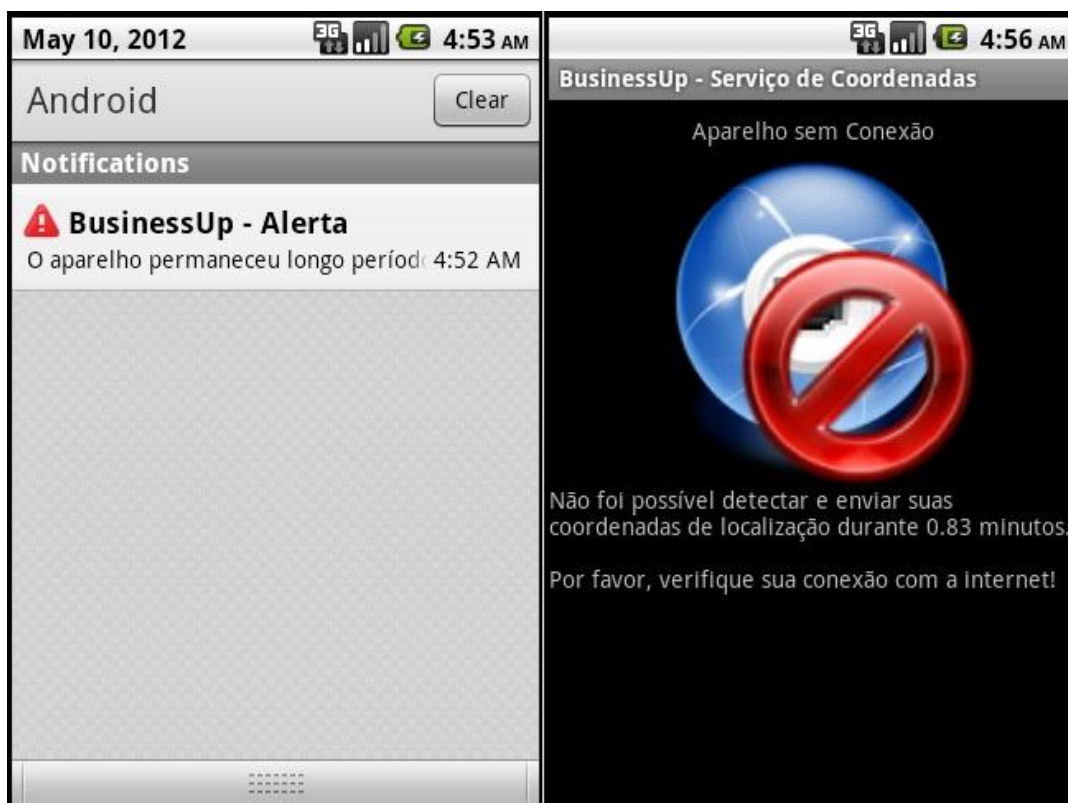 May 10, 2012 3G 4:53 AM
Android Clear
Notifications
BusinessUp - Alerta
O aparelho permaneceu longo períod 4:52 AM
3G 4:56 AM
BusinessUp - Serviço de Coordenadas
Aparelho sem Conexão
Não foi possível detectar e enviar suas
coordenadas de localização durante 0.83 minutos.
Por favor, verifique sua conexão com a internet!